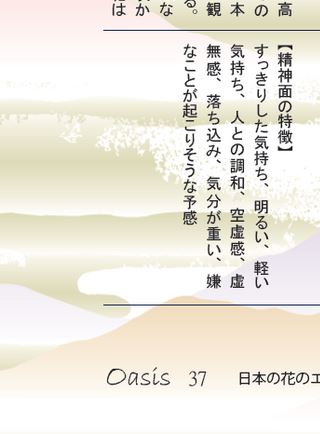 高
の
本
観
る。
な
か
は
【精神面の特徴】
すっきりした気持ち、明るい、軽い
気持ち、人との調和、空虚感、虚
無感、落ち込み、気分が重い、嫌
なことが起こりそうな予感
Oasis 37 日本の花のエ